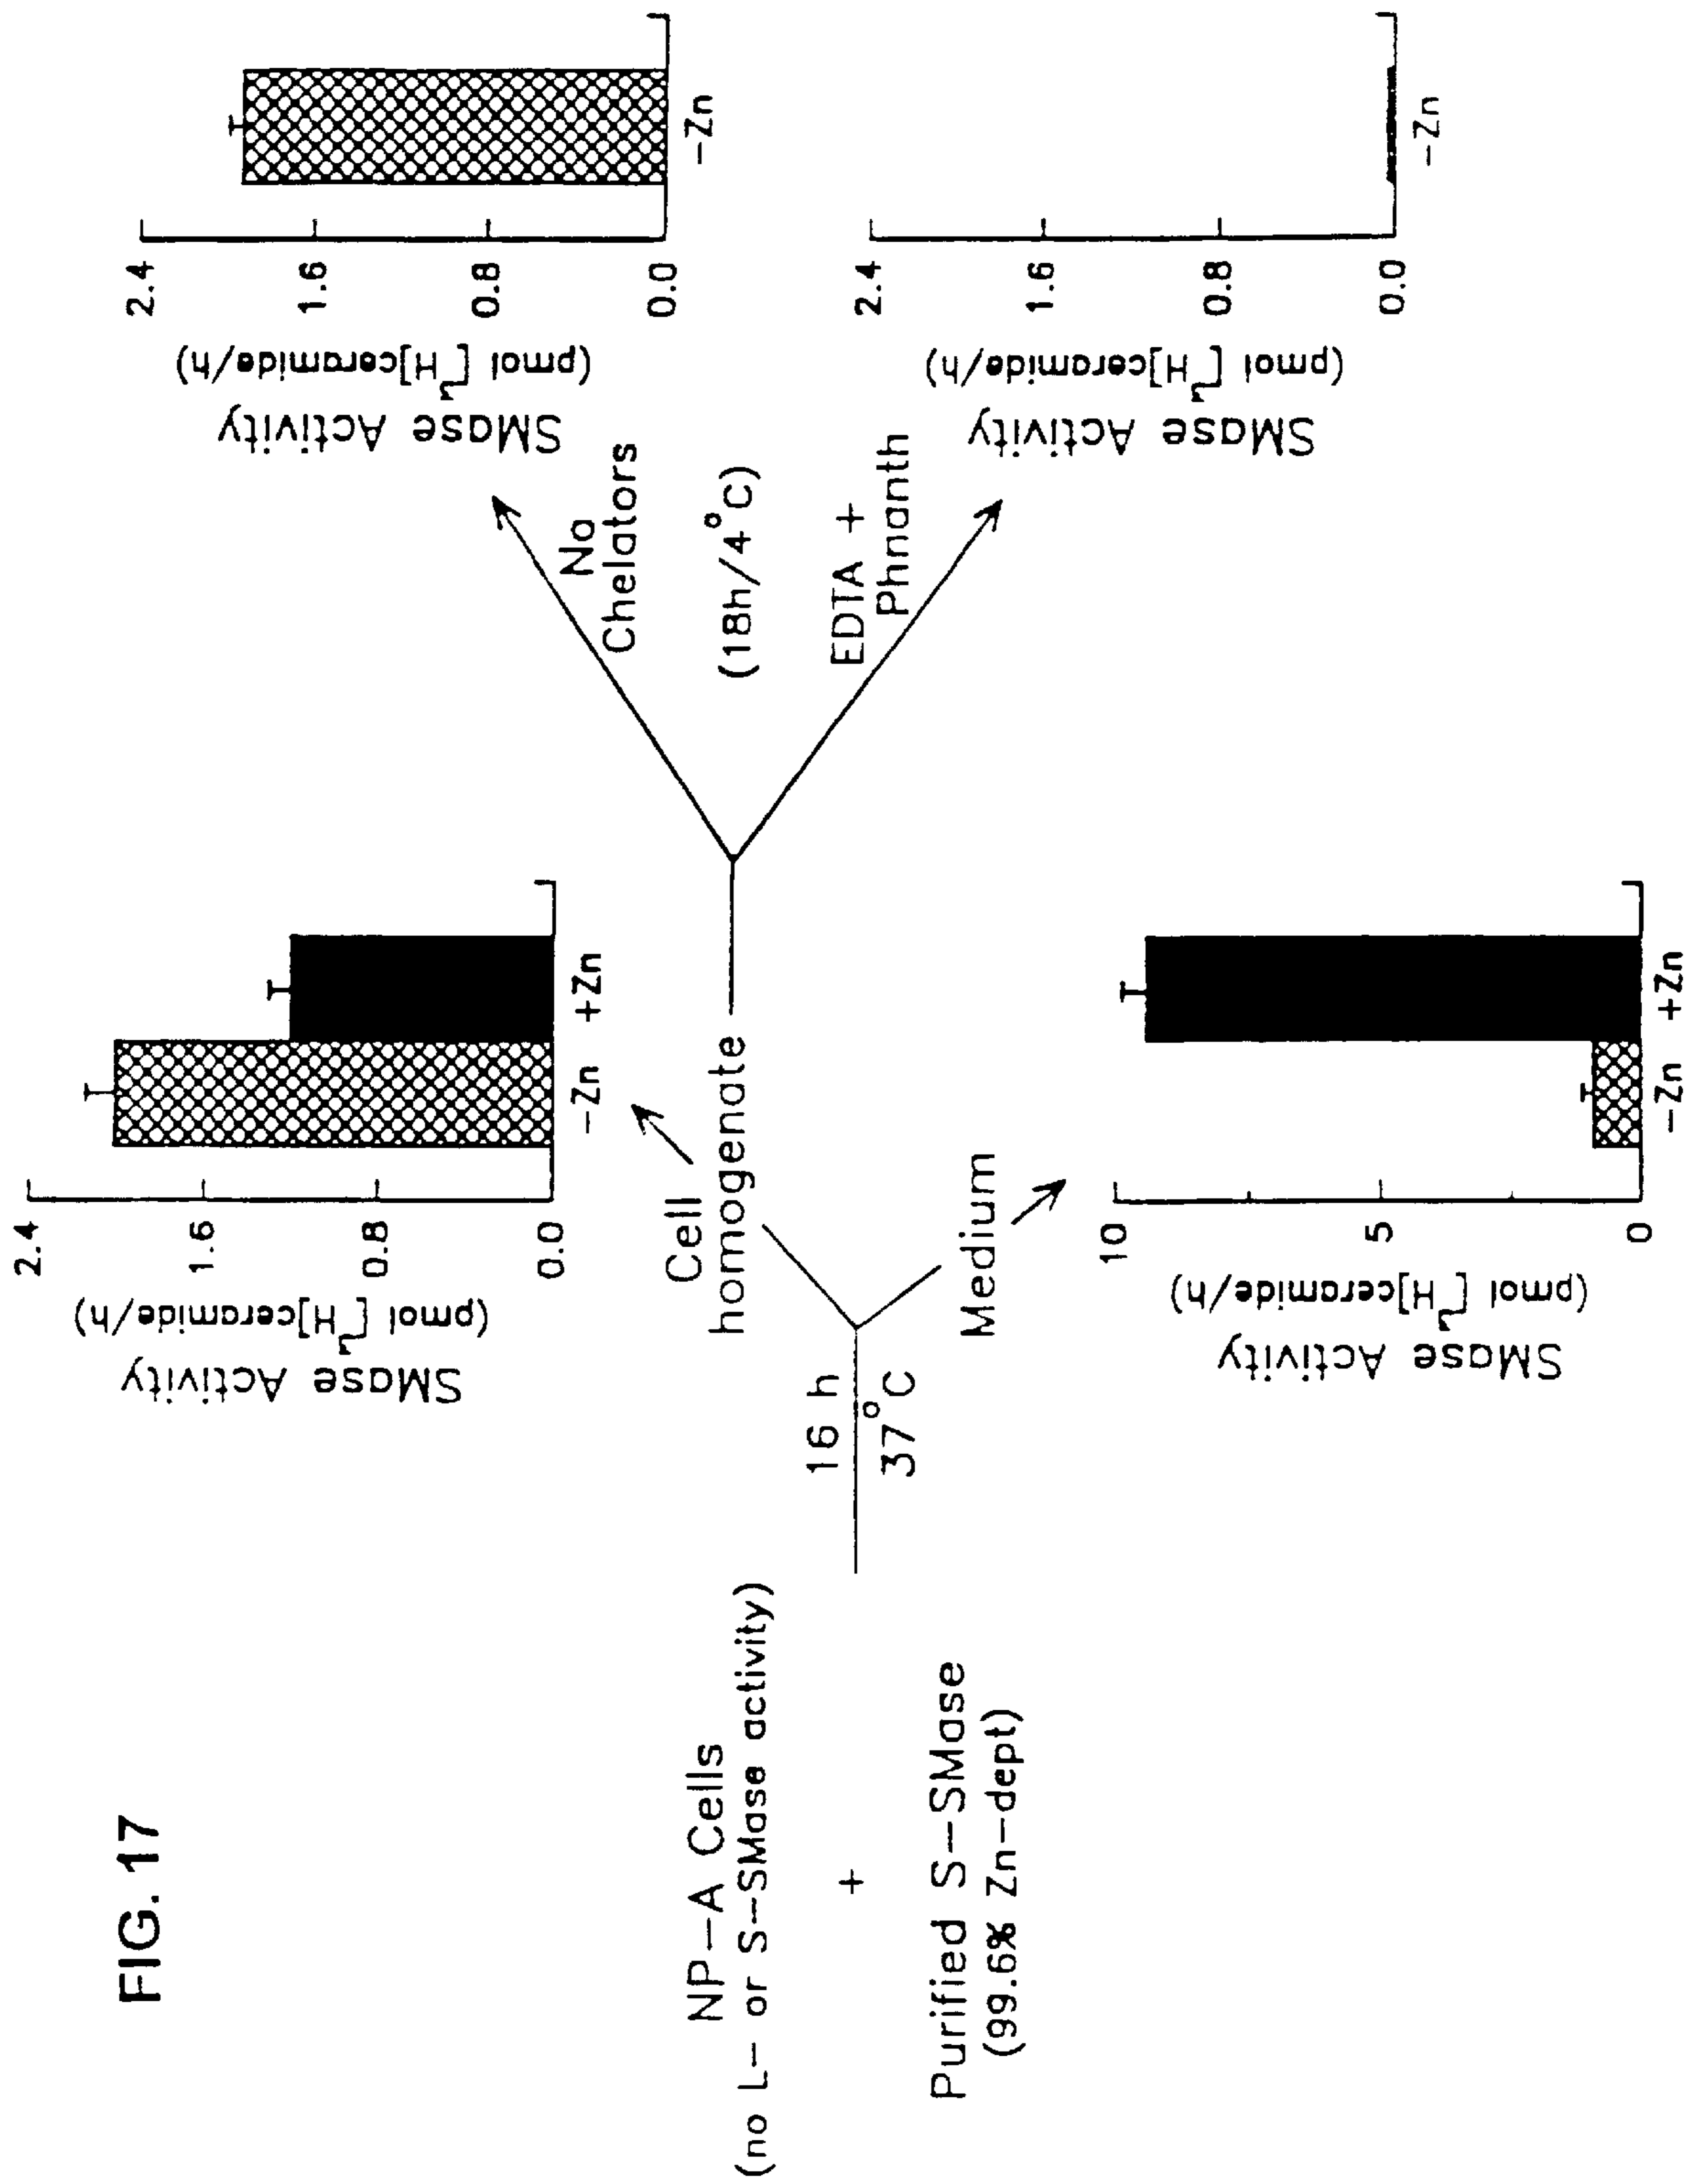 FIG. 17
NP-A Cells
(no L- or S-SMase activity)
+
Purified S-SMase
(99.6% Zn-dept)
16 h
37°C
Cell
homogenate
Medium
SMase Activity
(pmol [³H]ceramide/h)
2.4
1.6
0.8
0.0
-Zn +Zn
SMase Activity
(pmol [³H]ceramide/h)
10
5
0
-Zn +Zn
No
Chelators
(18h/4°C)
EDTA +
Phnanth
SMase Activity
(pmol [³H]ceramide/h)
2.4
1.6
0.8
0.0
-Zn
SMase Activity
(pmol [³H]ceramide/h)
2.4
1.6
0.8
0.0
-Zn